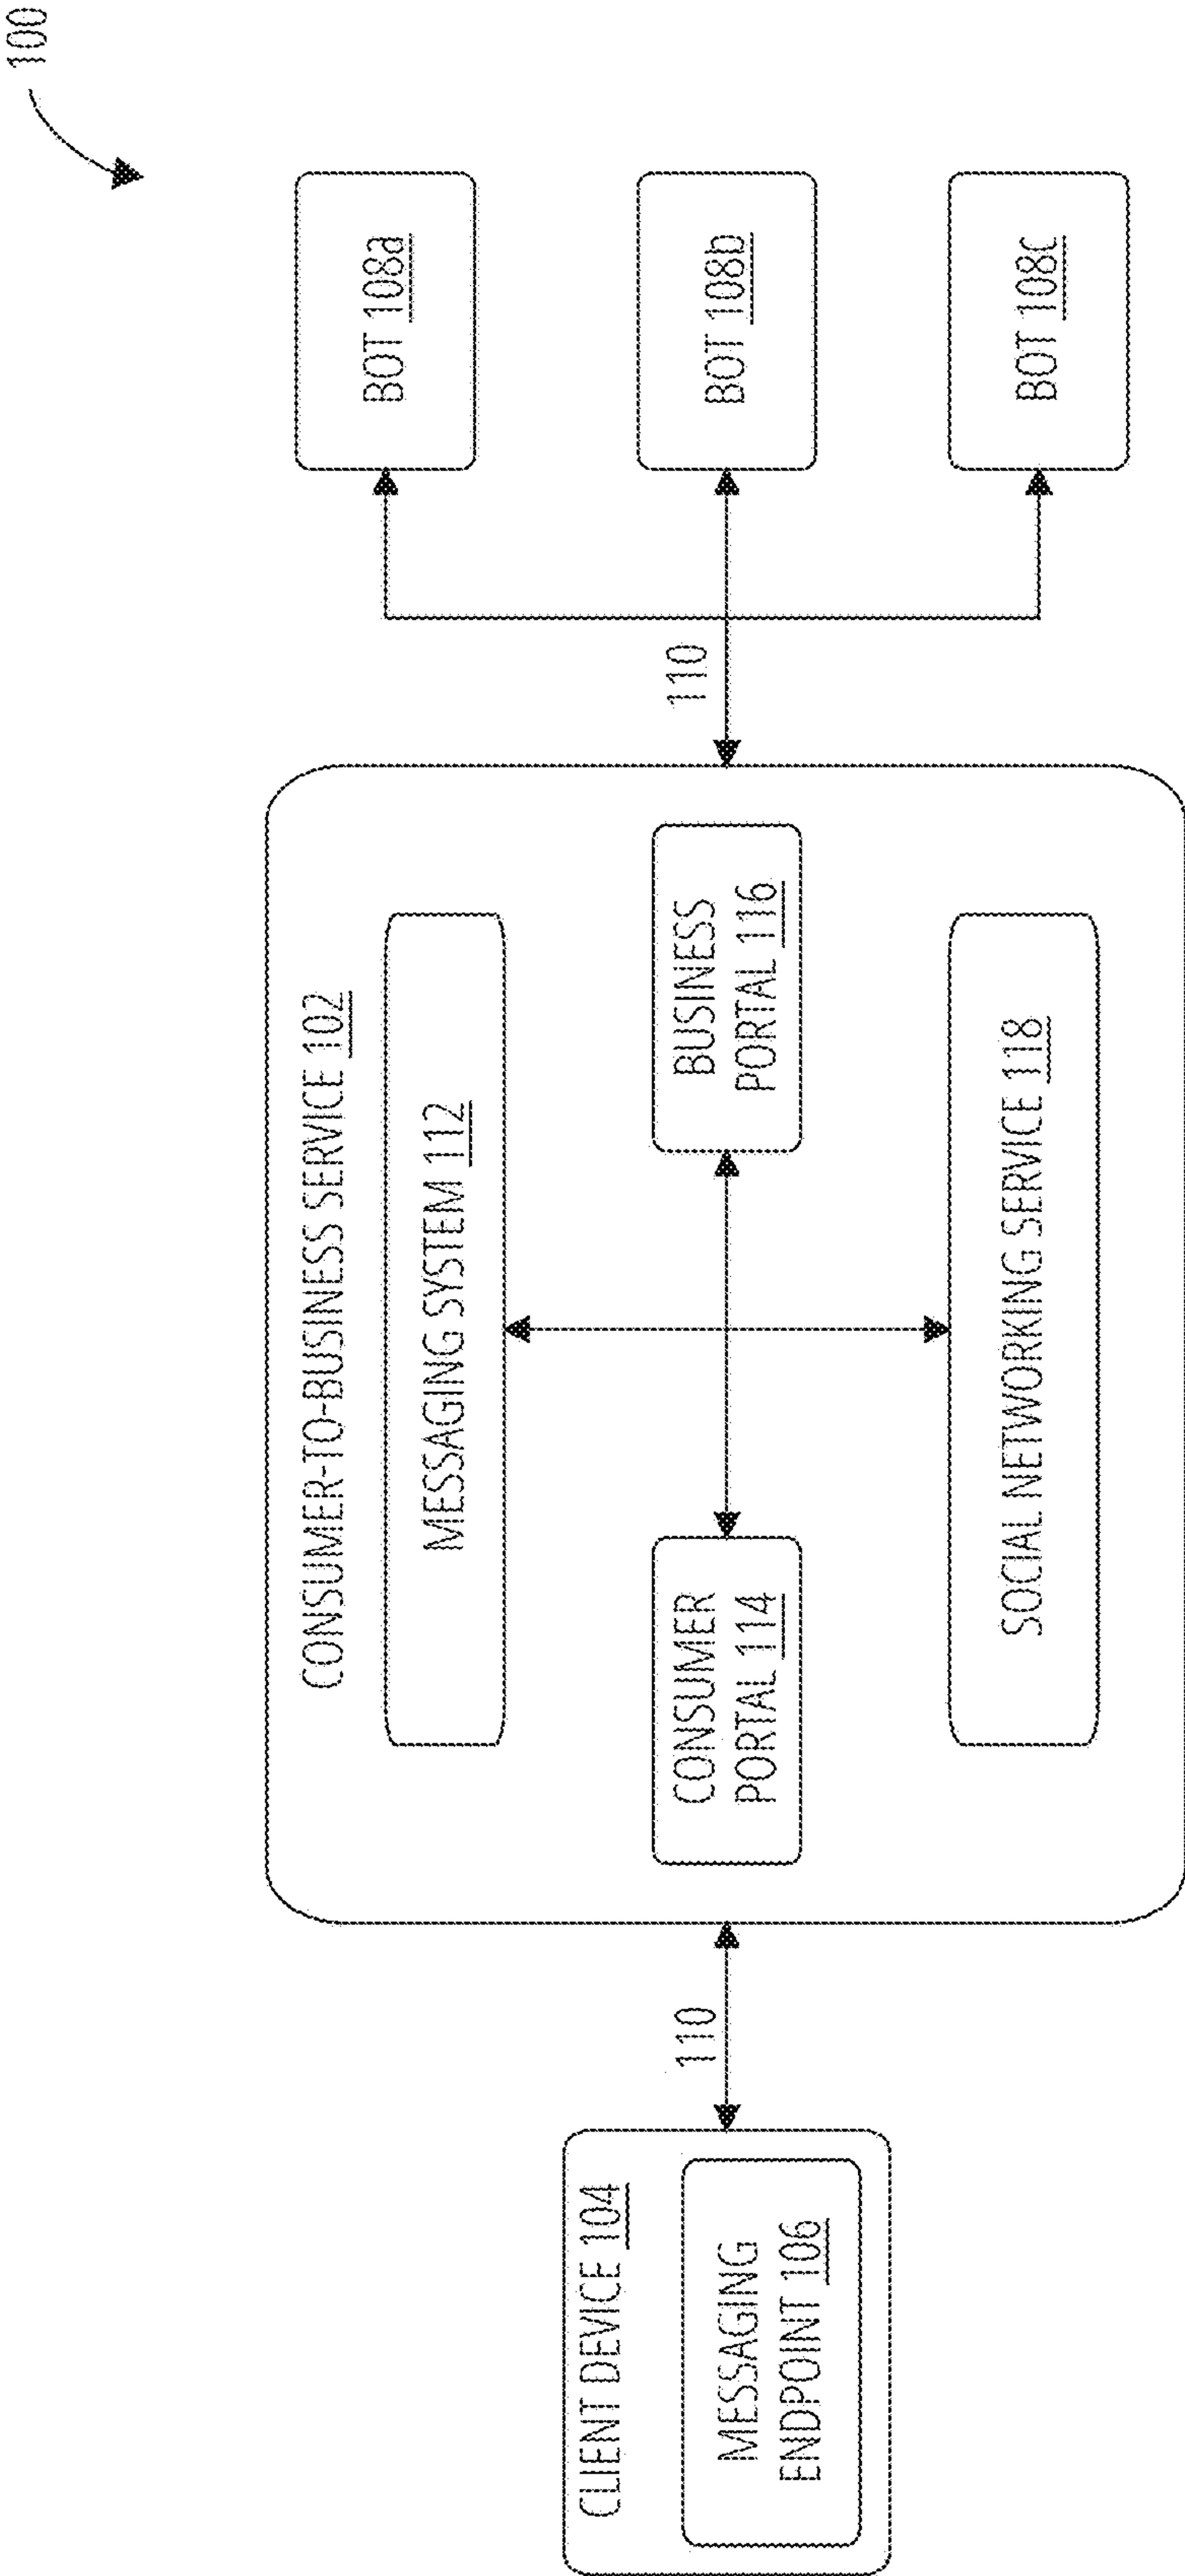 100
CONSUMER-TO-BUSINESS SERVICE 102
MESSAGING SYSTEM 112
CLIENT DEVICE 104
MESSAGING
ENDPOINT 106
110
CONSUMER
PORTAL 114
BUSINESS
PORTAL 116
SOCIAL NETWORKING SERVICE 118
110
BOT 108a
BOT 108b
BOT 108c